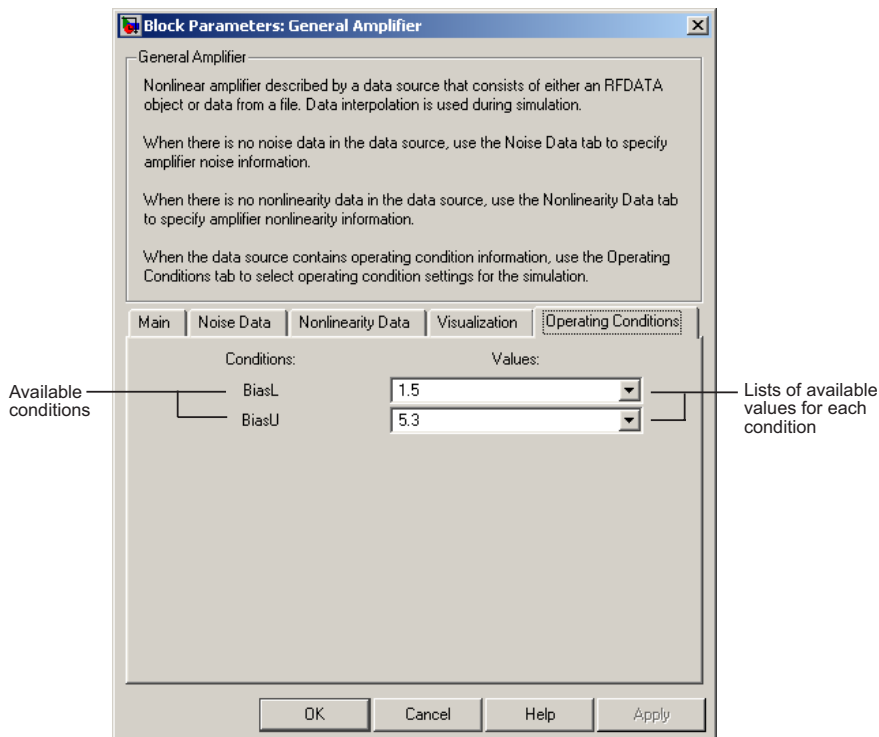 Block Parameters: General Amplifier
General Amplifier
Nonlinear amplifier described by a data source that consists of either an RFDATA
object or data from a file. Data interpolation is used during simulation.
When there is no noise data in the data source, use the Noise Data tab to specify
amplifier noise information.
When there is no nonlinearity data in the data source, use the Nonlinearity Data tab
to specify amplifier nonlinearity information.
When the data source contains operating condition information, use the Operating
Conditions tab to select operating condition settings for the simulation.
Main Noise Data Nonlinearity Data Visualization Operating Conditions
Conditions: Values:
Available
conditions
BiasL 1.5
BiasU 5.3
Lists of available
values for each
condition
OK Cancel Help Apply